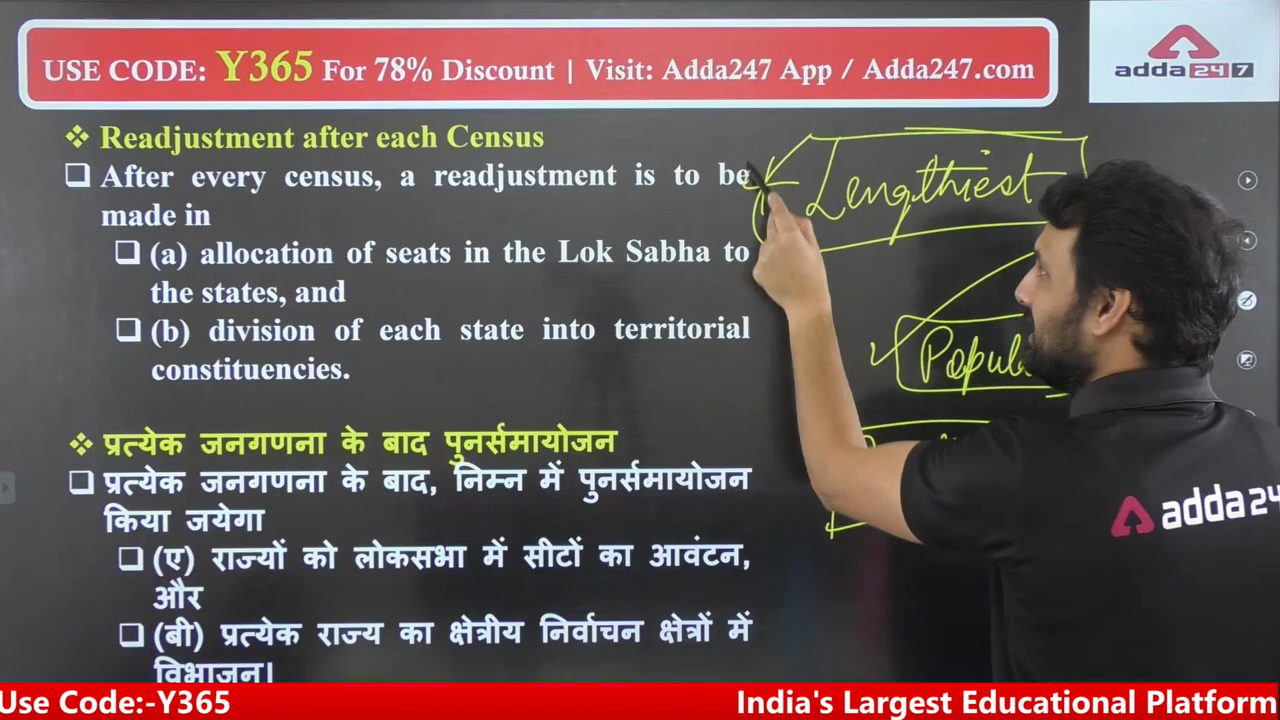 USE CODE: Y365 For 78% Discount | Visit: Adda247 App / Adda247.com
adda247
❖ Readjustment after each Census
❑ After every census, a readjustment is to be
made in
❑ (a) allocation of seats in the Lok Sabha to
the states, and
❑ (b) division of each state into territorial
constituencies.
Lengthiest
Popul
❖ प्रत्येक जनगणना के बाद पुनर्समायोजन
❑ प्रत्येक जनगणना के बाद, निम्न में पुनर्समायोजन
किया जयेगा
❑ (ए) राज्यों को लोकसभा में सीटों का आवंटन,
और
❑ (बी) प्रत्येक राज्य का क्षेत्रीय निर्वाचन क्षेत्रों में
विभाजन।
adda24
Use Code:-Y365
India's Largest Educational Platform